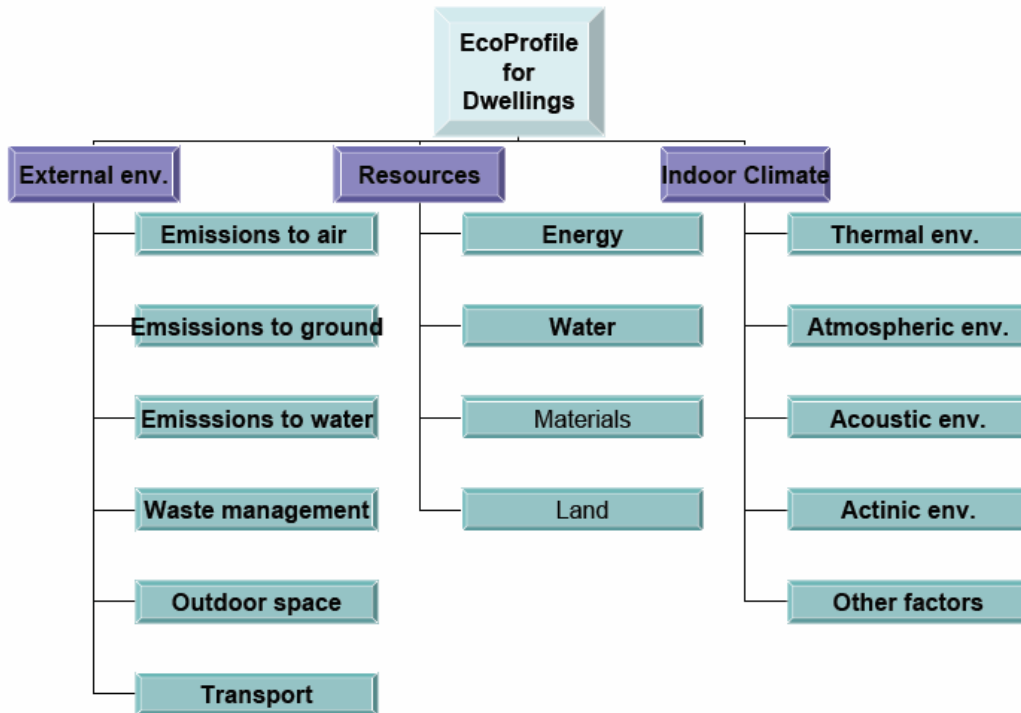 EcoProfile
for
Dwellings
External env.
Resources
Indoor Climate
Emissions to air
Energy
Thermal env.
Emsissions to ground
Water
Atmospheric env.
Emisssions to water
Materials
Acoustic env.
Waste management
Land
Actinic env.
Outdoor space
Other factors
Transport